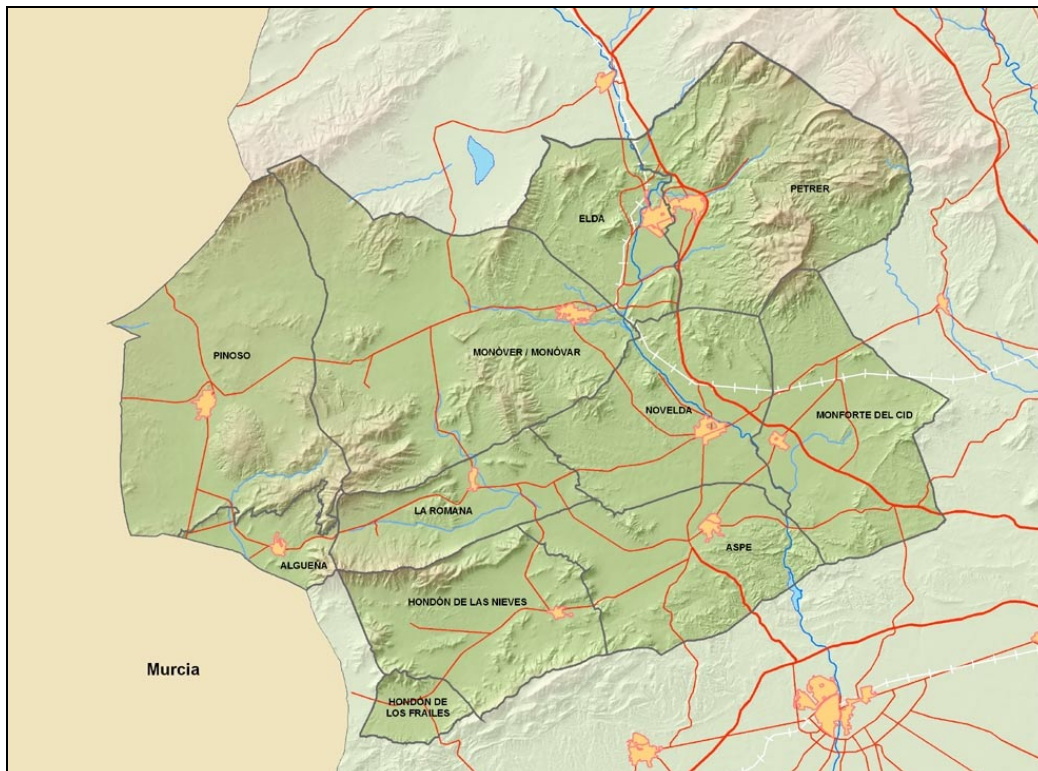 PETRER
ELDA
PINOSO
MONÓVER / MONÓVAR
NOVELDA
MONFORTE DEL CID
LA ROMANA
ASPE
ALGUEÑA
HONDÓN DE LAS NIEVES
Murcia
HONDÓN DE
LOS FRAILES